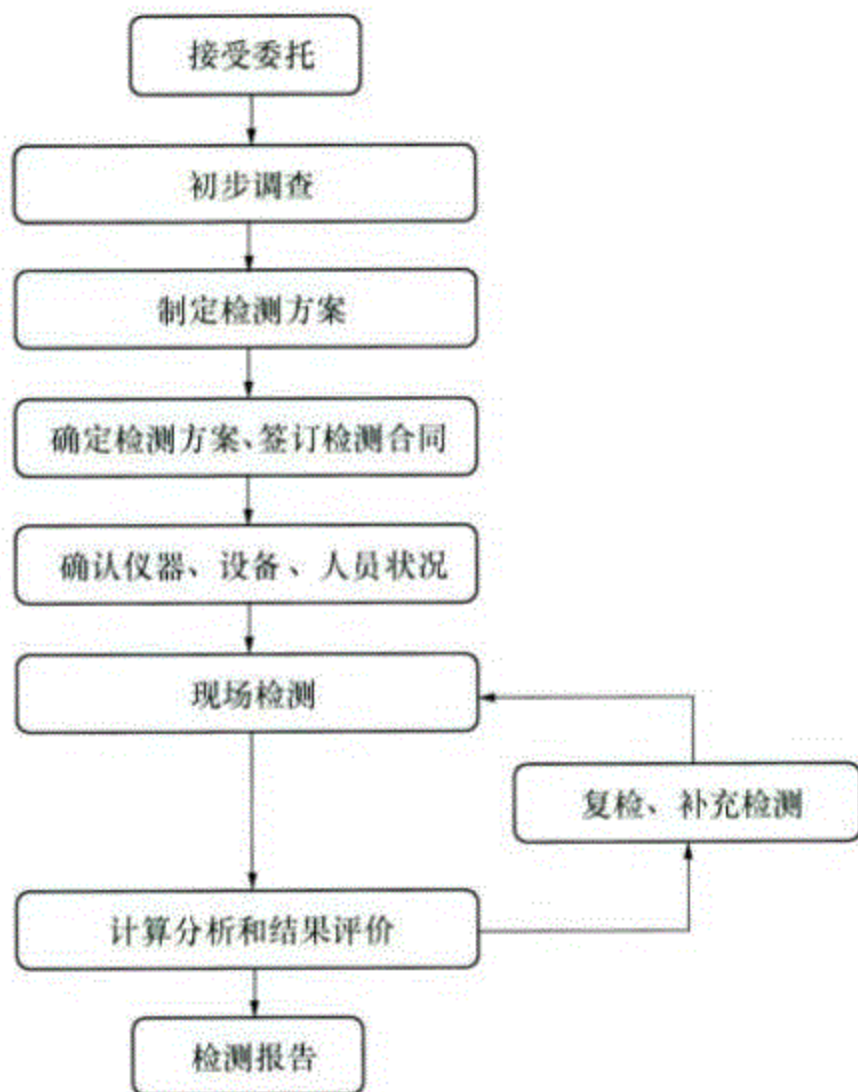 接受委托
初步调查
制定检测方案
确定检测方案、签订检测合同
确认仪器、设备、人员状况
现场检测
复检、补充检测
计算分析和结果评价
检测报告